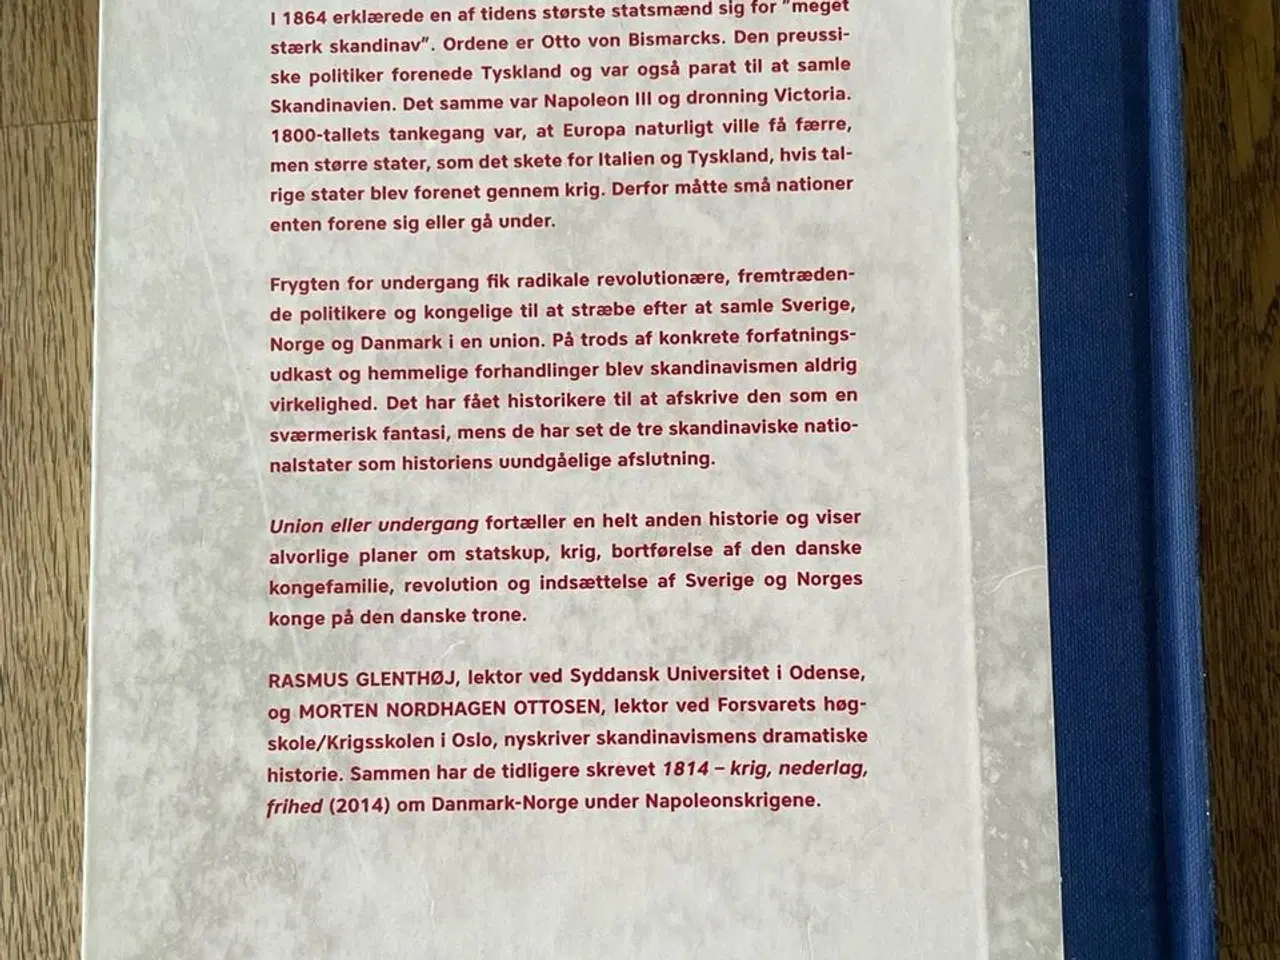 I 1864 erklærede en af tidens største statsmænd sig for ”meget
stærk skandinav”. Ordene er Otto von Bismarcks. Den preussi-
ske politiker forenede Tyskland og var også parat til at samle
Skandinavien. Det samme var Napoleon III og dronning Victoria.
1800-tallets tankegang var, at Europa naturligt ville få færre,
men større stater, som det skete for Italien og Tyskland, hvis tal-
rige stater blev forenet gennem krig. Derfor måtte små nationer
enten forene sig eller gå under.
Frygten for undergang fik radikale revolutionære, fremtræden-
de politikere og kongelige til at stræbe efter at samle Sverige,
Norge og Danmark i en union. På trods af konkrete forfatnings-
udkast og hemmelige forhandlinger blev skandinavismen aldrig
virkelighed. Det har fået historikere til at afskrive den som en
sværmerisk fantasi, mens de har set de tre skandinaviske natio-
nalstater som historiens uundgåelige afslutning.
Union eller undergang fortæller en helt anden historie og viser
alvorlige planer om statskup, krig, bortførelse af den danske
kongefamilie, revolution og indsættelse af Sverige og Norges
konge på den danske trone.
RASMUS GLENTHØJ, lektor ved Syddansk Universitet i Odense,
og MORTEN NORDHAGEN OTTOSEN, lektor ved Forsvarets høg-
skole/Krigsskolen i Oslo, nyskriver skandinavismens dramatiske
historie. Sammen har de tidligere skrevet 1814 – krig, nederlag,
frihed (2014) om Danmark-Norge under Napoleonskrigene.